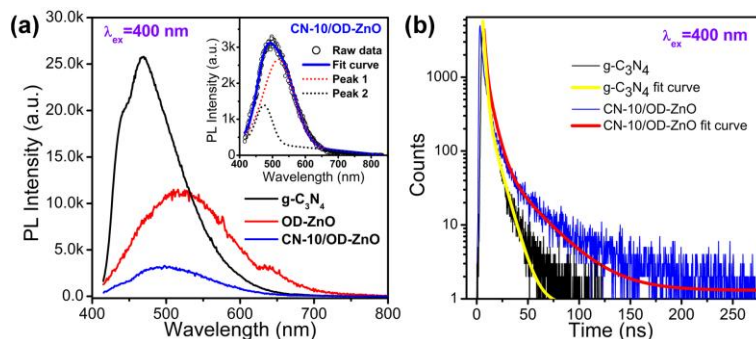 (a)
λex=400 nm
CN-10/OD-ZnO
Raw data
Fit curve
Peak 1
Peak 2
PL Intensity (a.u.)
3k
2k
1k
0
500 600 700 800
Wavelength (nm)
g-C3N4
OD-ZnO
CN-10/OD-ZnO
PL Intensity (a.u.)
30.0k
25.0k
20.0k
15.0k
10.0k
5.0k
0.0
400 500 600 700 800
Wavelength (nm)
(b)
λex=400 nm
g-C3N4
g-C3N4 fit curve
CN-10/OD-ZnO
CN-10/OD-ZnO fit curve
Counts
1000
100
10
1
0 50 100 150 200 250
Time (ns)